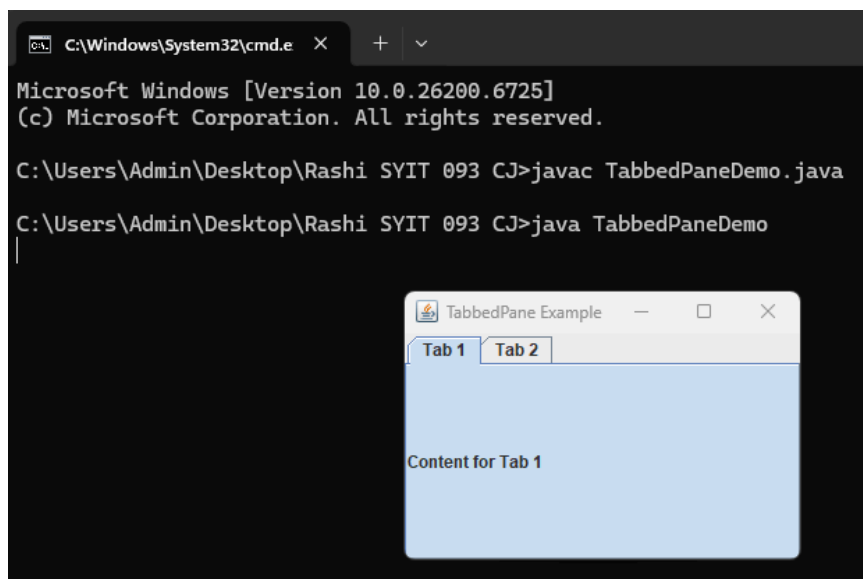 C:\Windows\System32\cmd.e
Microsoft Windows [Version 10.0.26200.6725]
(c) Microsoft Corporation. All rights reserved.
C:\Users\Admin\Desktop\Rashi SYIT 093 CJ>javac TabbedPaneDemo.java
C:\Users\Admin\Desktop\Rashi SYIT 093 CJ>java TabbedPaneDemo
TabbedPane Example
Tab 1 Tab 2
Content for Tab 1